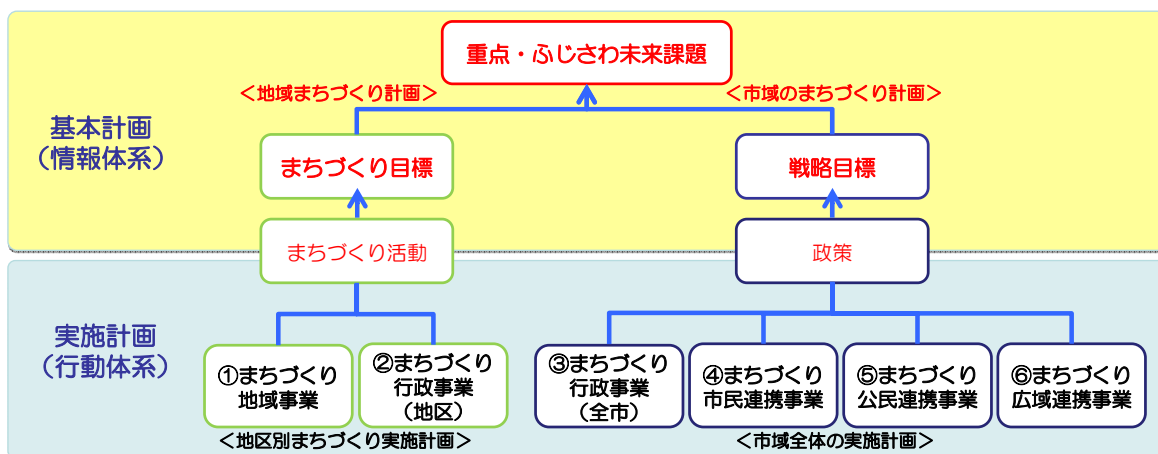 重点・ふじさわ未来課題
＜地域まちづくり計画＞
＜市域のまちづくり計画＞
基本計画
（情報体系）
まちづくり目標
戦略目標
まちづくり活動
政策
実施計画
（行動体系）
①まちづくり
地域事業
②まちづくり
行政事業
（地区）
③まちづくり
行政事業
（全市）
④まちづくり
市民連携事業
⑤まちづくり
公民連携事業
⑥まちづくり
広域連携事業
＜地区別まちづくり実施計画＞
＜市域全体の実施計画＞